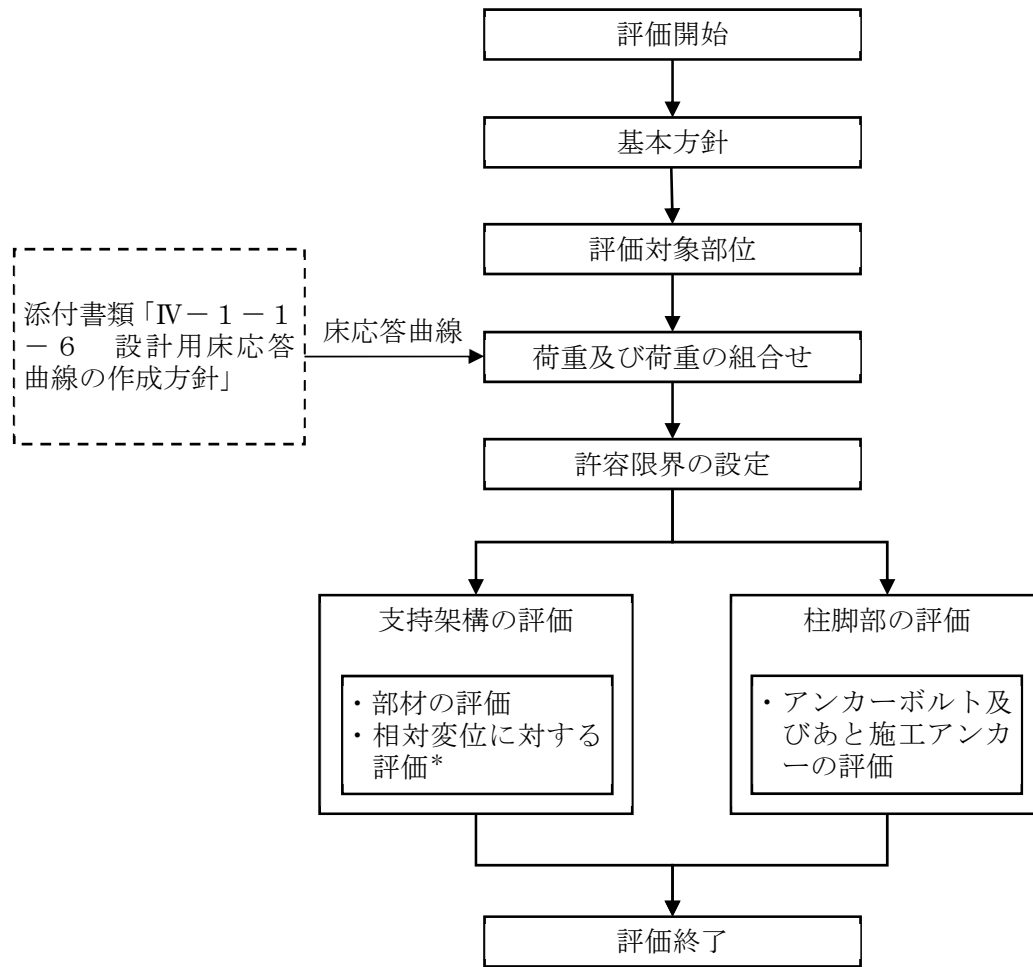 評価開始
基本方針
評価対象部位
添付書類「Ⅳ－１－１
－６　設計用床応答
曲線の作成方針」
床応答曲線
荷重及び荷重の組合せ
許容限界の設定
支持架構の評価
・部材の評価
・相対変位に対する
評価*
柱脚部の評価
・アンカーボルト及
びあと施工アンカ
ーの評価
評価終了